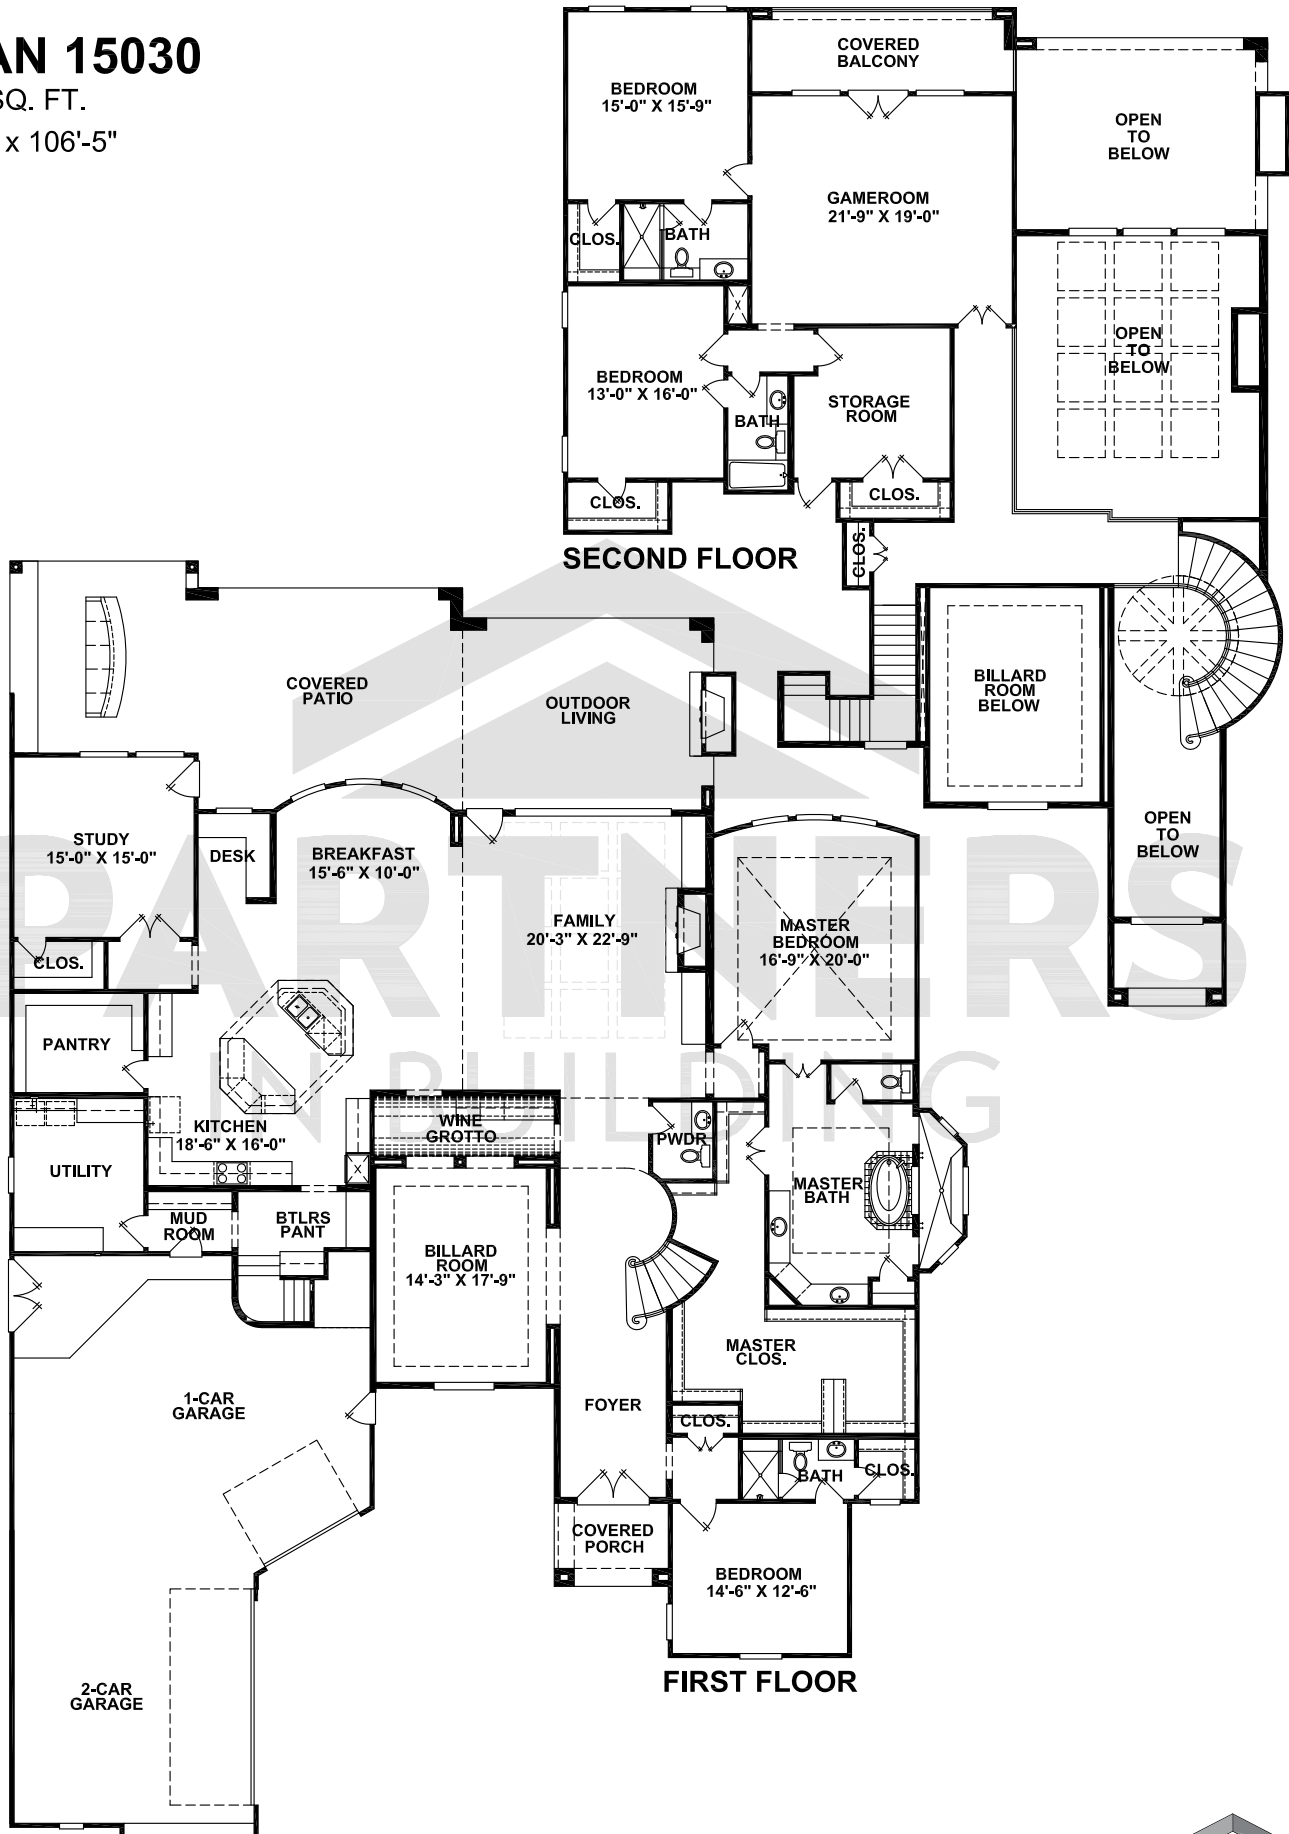 AN 15030
SQ. FT.
x 106'-5"
COVERED
BALCONY
BEDROOM
15'-0" X 15'-9"
OPEN
TO
BELOW
GAMEROOM
21'-9" X 19'-0"
CLOS.
BATH
OPEN
TO
BELOW
BEDROOM
13'-0" X 16'-0"
STORAGE
ROOM
BATH
CLOS.
CLOS.
SECOND FLOOR
CLOS.
BILLARD
ROOM
BELOW
OPEN
TO
BELOW
COVERED
PATIO
OUTDOOR
LIVING
STUDY
15'-0" X 15'-0"
DESK
BREAKFAST
15'-6" X 10'-0"
FAMILY
20'-3" X 22'-9"
MASTER
BEDROOM
16'-9" X 20'-0"
CLOS.
PARTNERS
IN BUILDING
PANTRY
KITCHEN
18'-6" X 16'-0"
WINE
GROTTO
PWDR
UTILITY
MASTER
BATH
MUD
ROOM
BTLRS
PANT
BILLARD
ROOM
14'-3" X 17'-9"
MASTER
CLOS.
1-CAR
GARAGE
FOYER
CLOS.
BATH
CLOS.
COVERED
PORCH
BEDROOM
14'-6" X 12'-6"
FIRST FLOOR
2-CAR
GARAGE